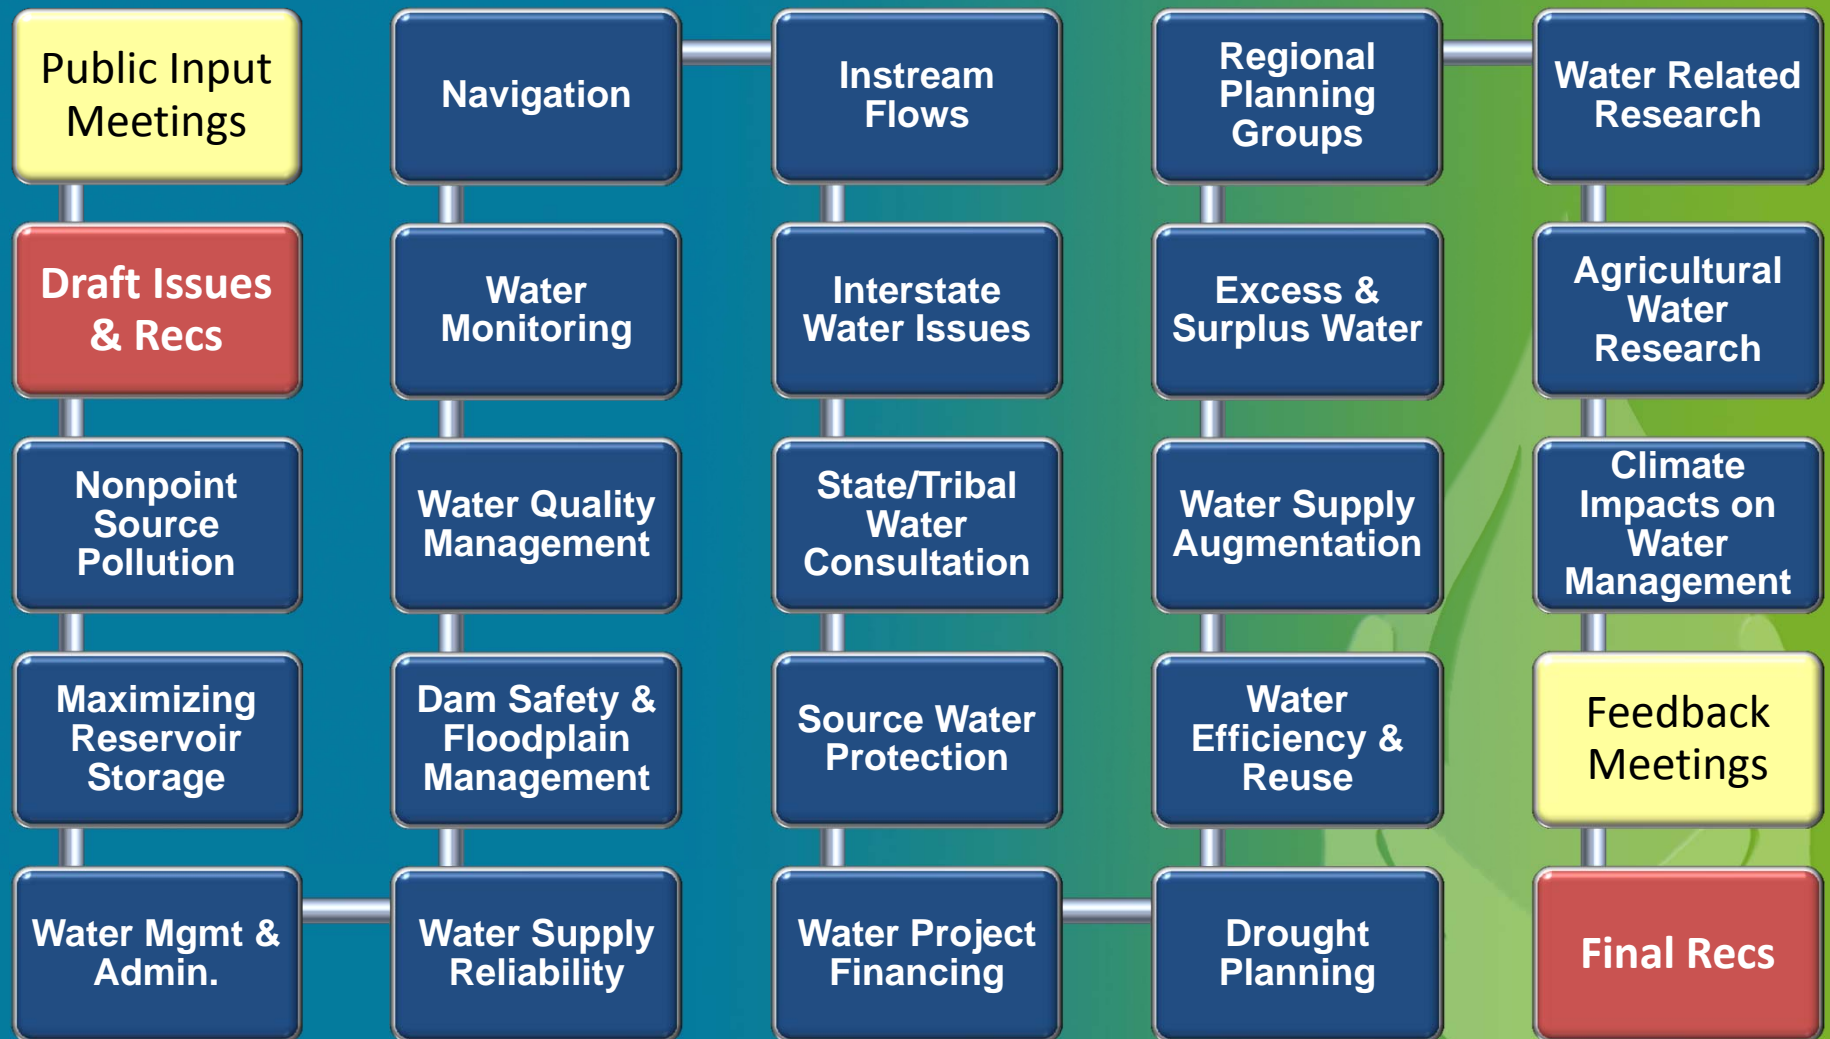 Public Input
Meetings
Draft Issues
& Recs
Nonpoint
Source
Pollution
Maximizing
Reservoir
Storage
Water Mgmt &
Admin.
Water Supply
Reliability
Dam Safety &
Floodplain
Management
Water Quality
Management
Water
Monitoring
Navigation
Instream
Flows
Interstate
Water Issues
State/Tribal
Water
Consultation
Source Water
Protection
Water Project
Financing
Drought
Planning
Water
Efficiency &
Reuse
Water Supply
Augmentation
Excess &
Surplus Water
Regional
Planning
Groups
Water Related
Research
Agricultural
Water
Research
Climate
Impacts on
Water
Management
Feedback
Meetings
Final Recs